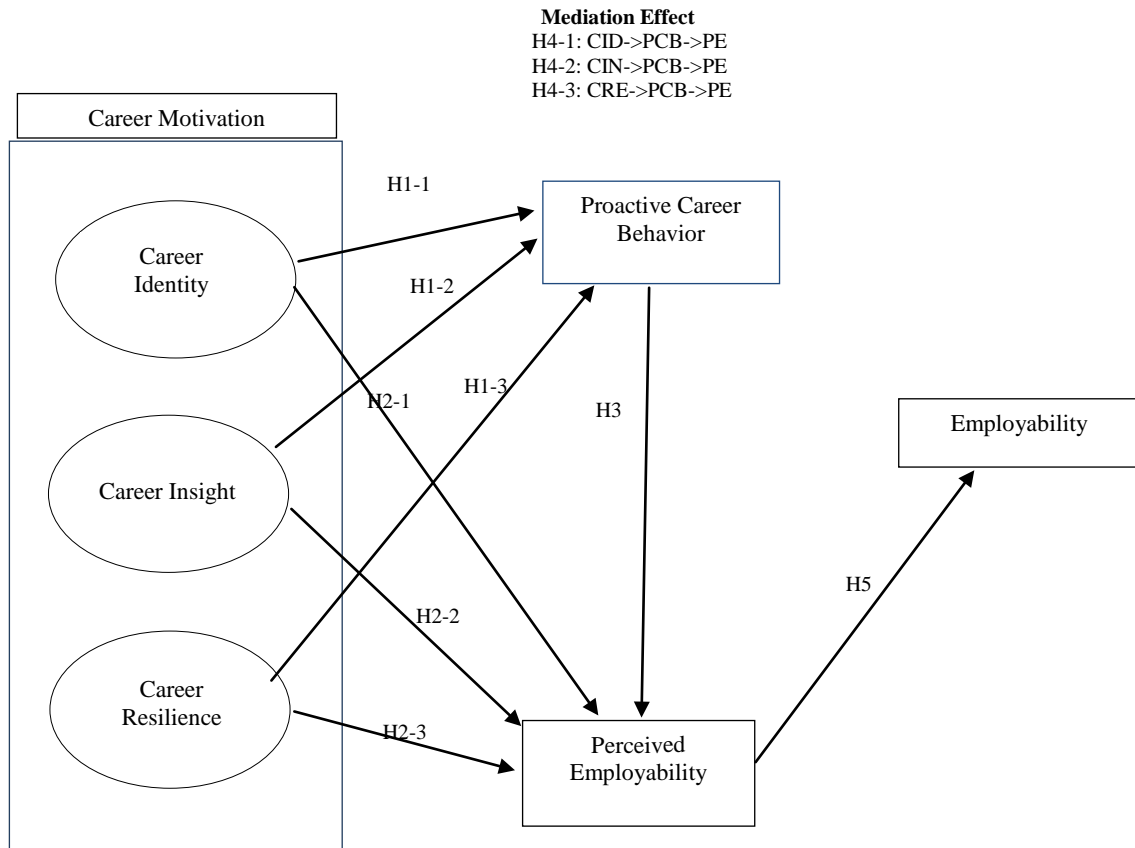 Mediation Effect
H4-1: CID->PCB->PE
H4-2: CIN->PCB->PE
H4-3: CRE->PCB->PE
Career Motivation
H1-1
Proactive Career
Behavior
Career
Identity
H1-2
H1-3
H2-1
H3
Employability
Career Insight
H5
H2-2
Career
Resilience
H2-3
Perceived
Employability